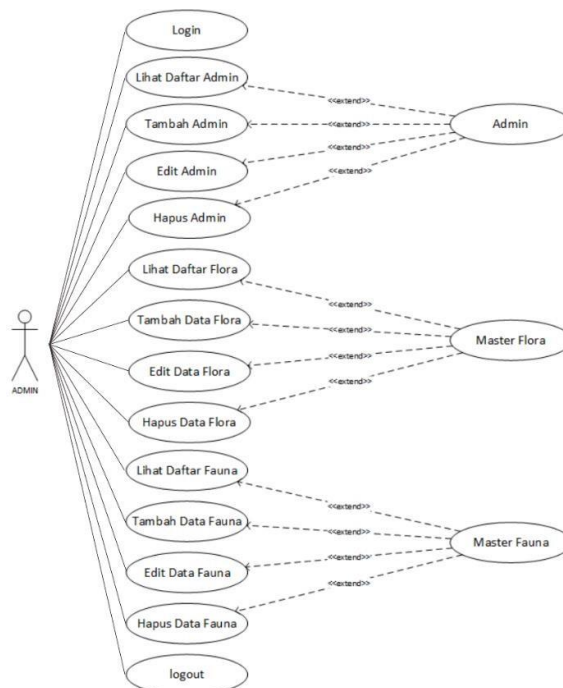 Login
Lihat Daftar Admin
<<extend>>
Tambah Admin
<<extend>>
Admin
<<extend>>
Edit Admin
<<extend>>
Hapus Admin
Lihat Daftar Flora
<<extend>>
Tambah Data Flora
<<extend>>
Master Flora
<<extend>>
Edit Data Flora
<<extend>>
ADMIN
Hapus Data Flora
Lihat Daftar Fauna
<<extend>>
Tambah Data Fauna
<<extend>>
Master Fauna
<<extend>>
Edit Data Fauna
<<extend>>
Hapus Data Fauna
logout